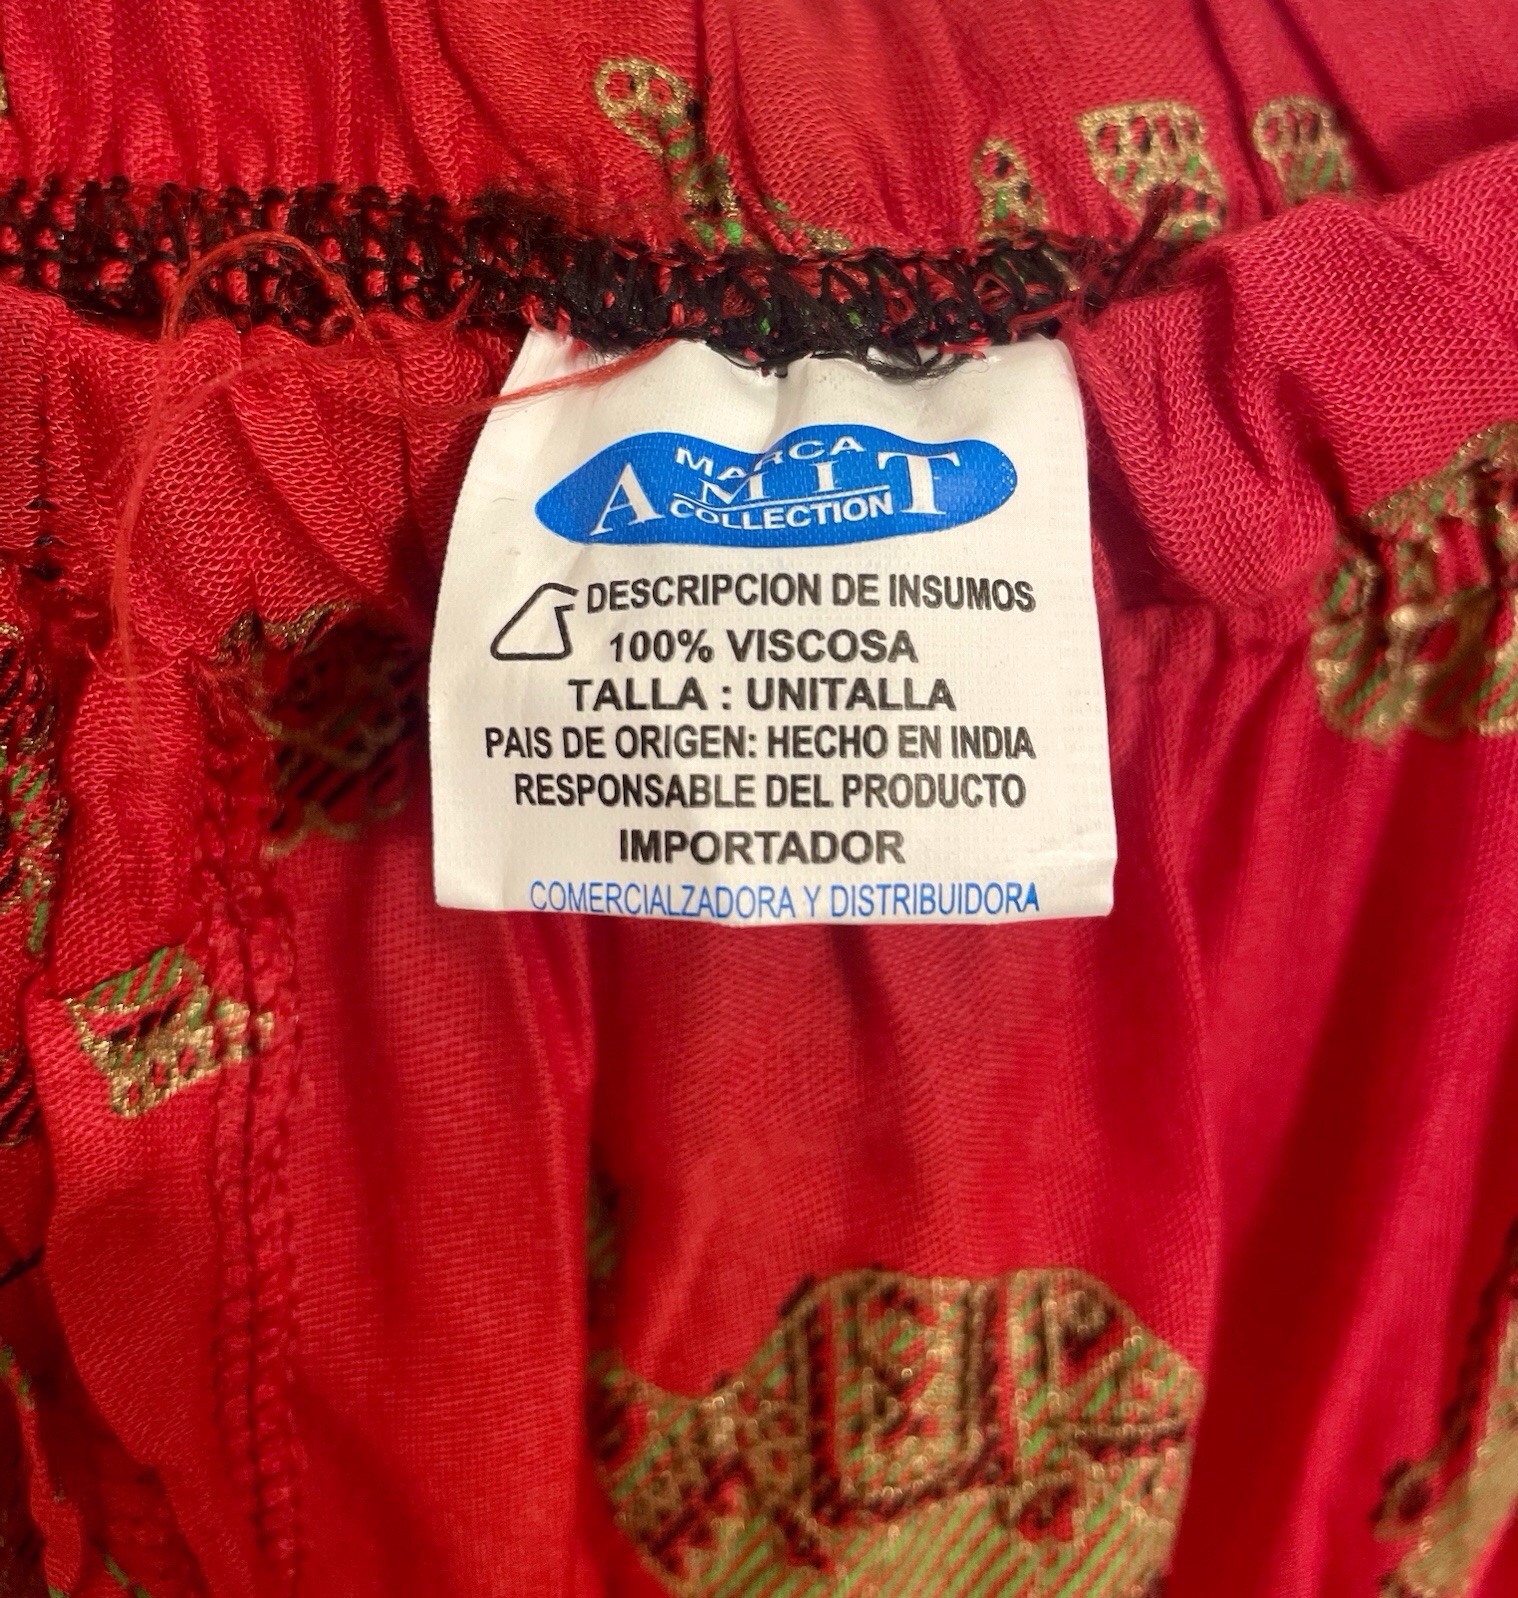 MARCA
AMIT
COLLECTION
DESCRIPCION DE INSUMOS
100% VISCOSA
TALLA : UNITALLA
PAIS DE ORIGEN: HECHO EN INDIA
RESPONSABLE DEL PRODUCTO
IMPORTADOR
COMERCIALZADORA Y DISTRIBUIDORA